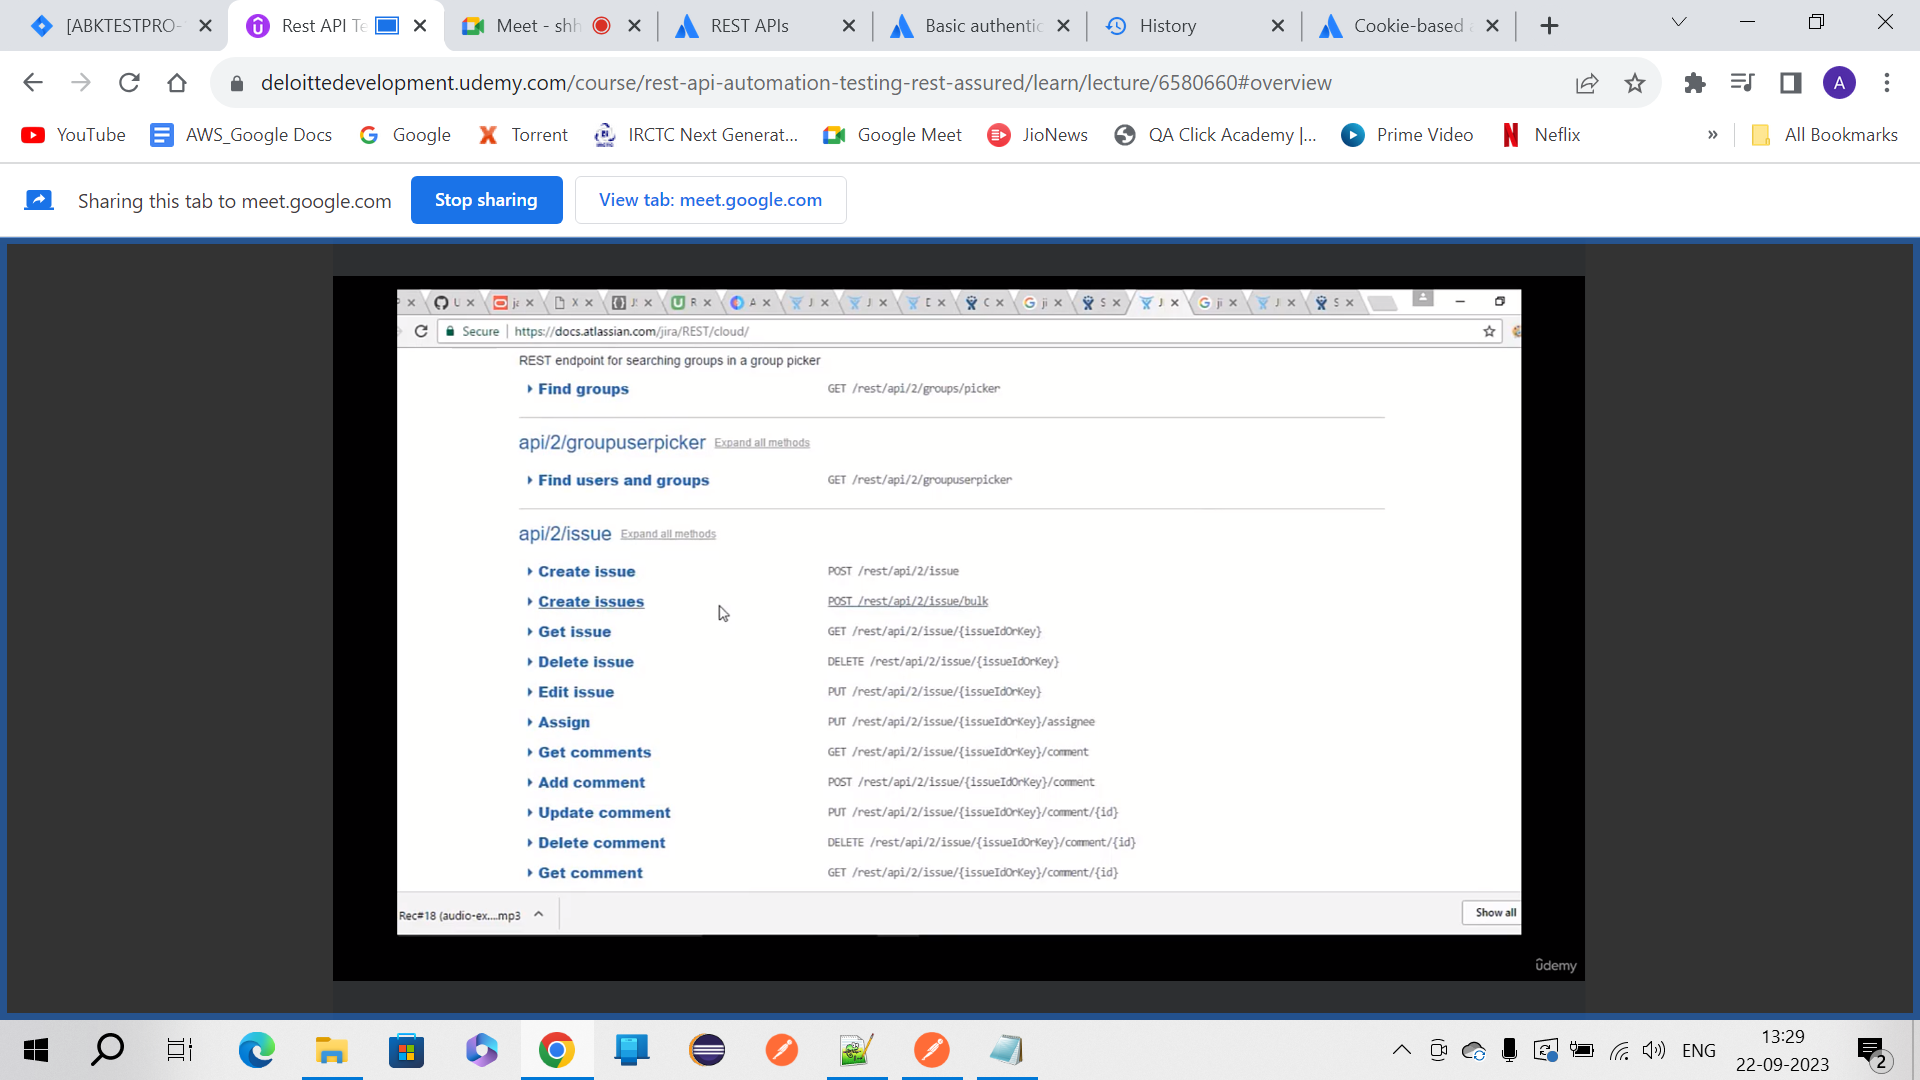 [ABKTESTPRO-
Rest API Te
Meet - shh
REST APIs
Basic authentic
History
Cookie-based a
deloittedevelopment.udemy.com/course/rest-api-automation-testing-rest-assured/learn/lecture/6580660#overview
A
YouTube
AWS_Google Docs
Google
Torrent
IRCTC Next Generat...
Google Meet
JioNews
QA Click Academy |...
Prime Video
Neflix
»
All Bookmarks
Sharing this tab to meet.google.com
Stop sharing
View tab: meet.google.com
Secure
https://docs.atlassian.com/jira/REST/cloud/
REST endpoint for searching groups in a group picker
Find groups GET /rest/api/2/groups/picker
api/2/groupuserpicker Expand all methods
Find users and groups GET /rest/api/2/groupuserpicker
api/2/issue Expand all methods
Create issue POST /rest/api/2/issue
Create issues POST /rest/api/2/issue/bulk
Get issue GET /rest/api/2/issue/{issueIdOrKey}
Delete issue DELETE /rest/api/2/issue/{issueIdOrKey}
Edit issue PUT /rest/api/2/issue/{issueIdOrKey}
Assign PUT /rest/api/2/issue/{issueIdOrKey}/assignee
Get comments GET /rest/api/2/issue/{issueIdOrKey}/comment
Add comment POST /rest/api/2/issue/{issueIdOrKey}/comment
Update comment PUT /rest/api/2/issue/{issueIdOrKey}/comment/{id}
Delete comment DELETE /rest/api/2/issue/{issueIdOrKey}/comment/{id}
Get comment GET /rest/api/2/issue/{issueIdOrKey}/comment/{id}
Rec#18 (audio-ex....mp3
Show all
ûdemy
ENG
13:29
22-09-2023
2